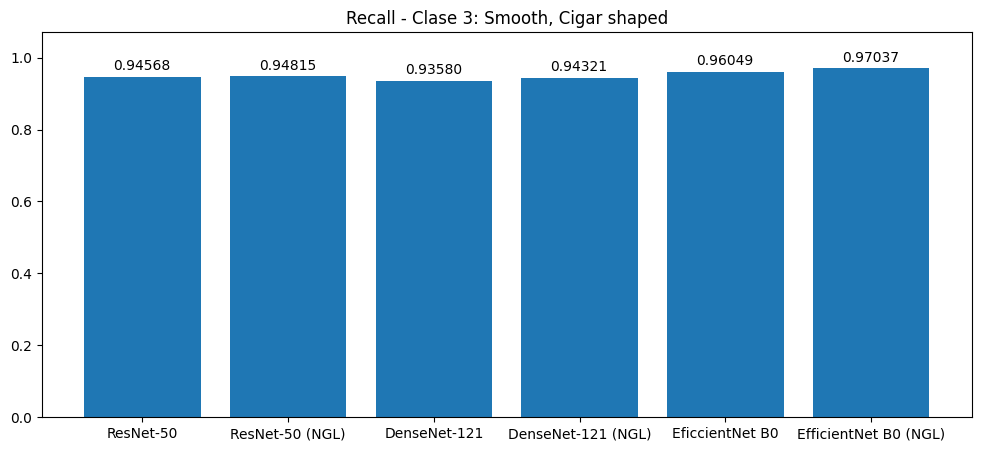 Recall - Clase 3: Smooth, Cigar shaped
1.0
0.8
0.6
0.4
0.2
0.0
0.94568
0.94815
0.93580
0.94321
0.96049
0.97037
ResNet-50
ResNet-50 (NGL)
DenseNet-121
DenseNet-121 (NGL)
EficcientNet B0
EfficientNet B0 (NGL)